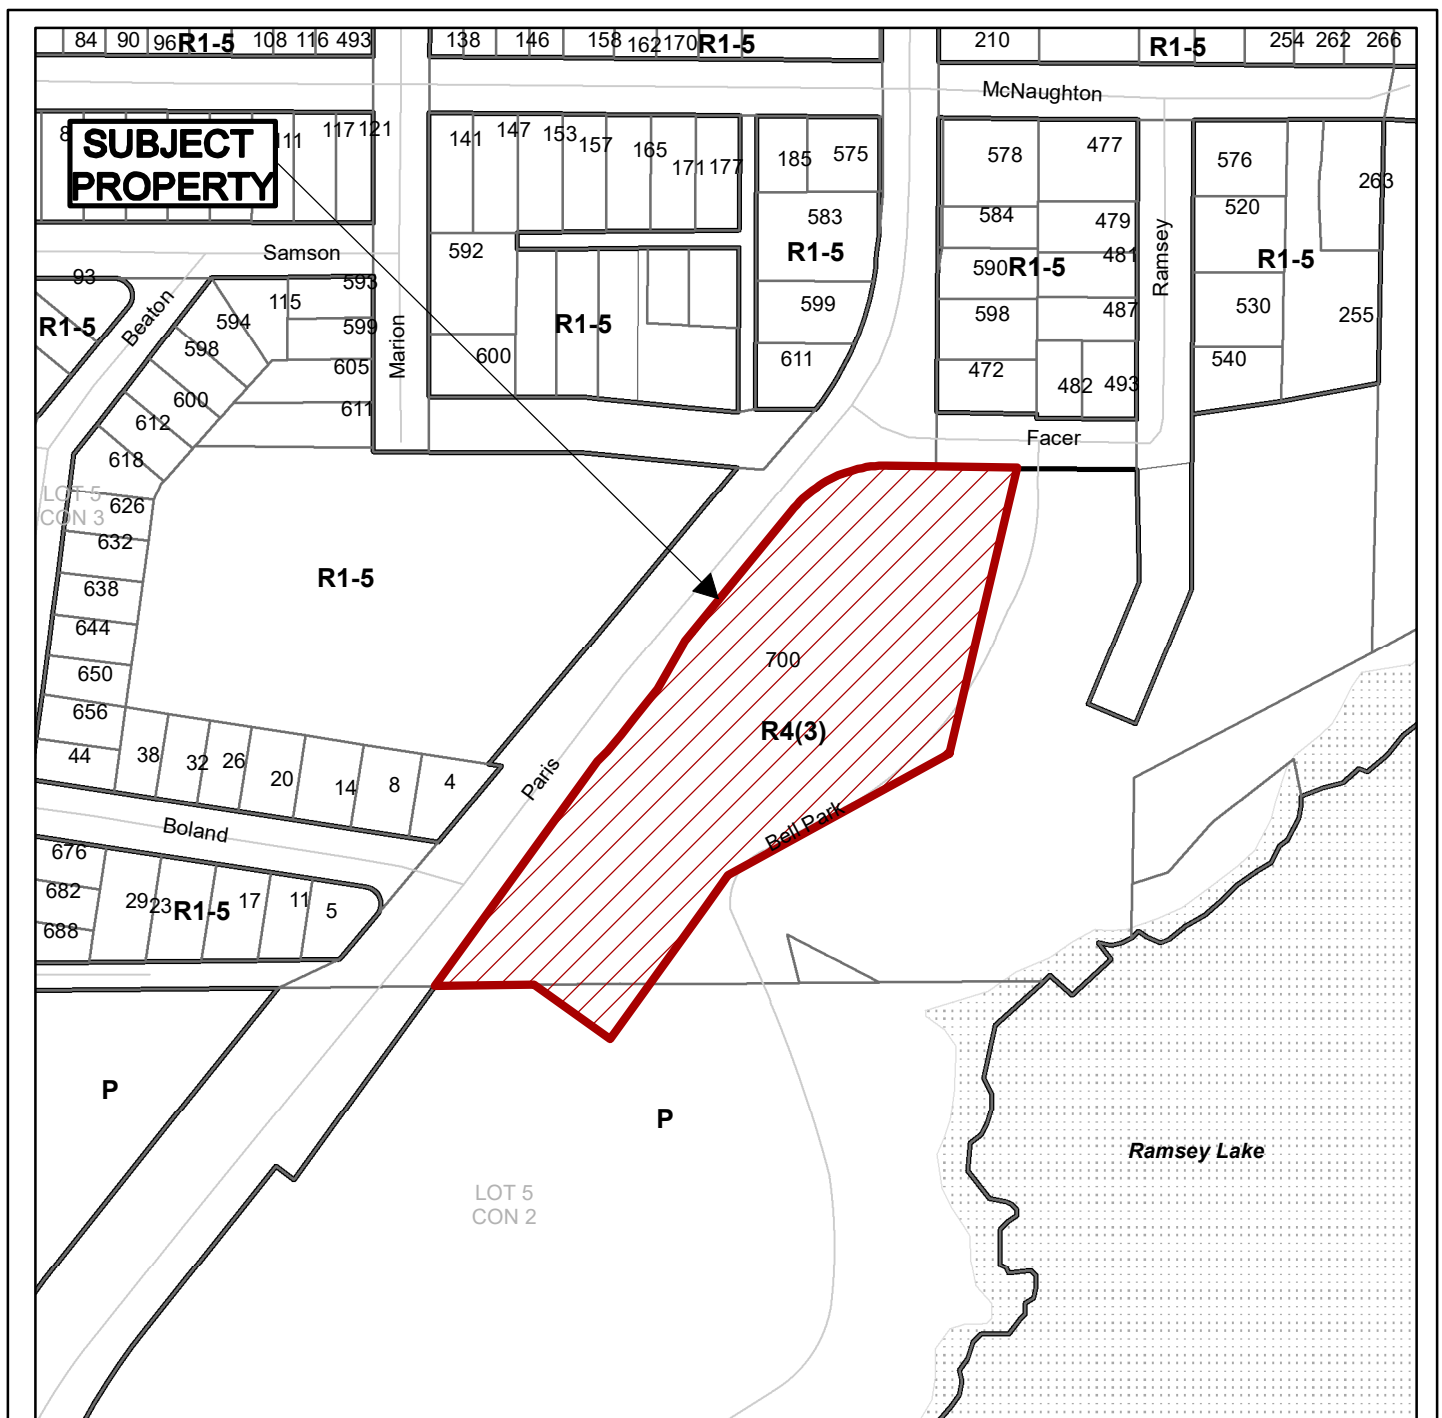 84 90 96 R1-5 108 116 493 138 146 158 162 170 R1-5 210 R1-5 254 262 266
McNaughton
SUBJECT
PROPERTY
111 117 121 141 147 153 157 165 171 177 185 575 578 477 576 263
583 584 479 520
Samson 592 R1-5 590 R1-5 481 Ramsey R1-5
93 115 593 599 598 487 530 255
R1-5 Beaton 594 599 Marion R1-5
598 605 600 611 472 482 493 540
600 611
612
618 Facer
LOT 5
CON 3
626
632
638 R1-5
644
650 700
656 R4(3)
44 38 32 26 20 14 8 4 Paris
Boland Bell Park
676
682 29 23 R1-5 17 11 5
688
P
P
Ramsey Lake
LOT 5
CON 2